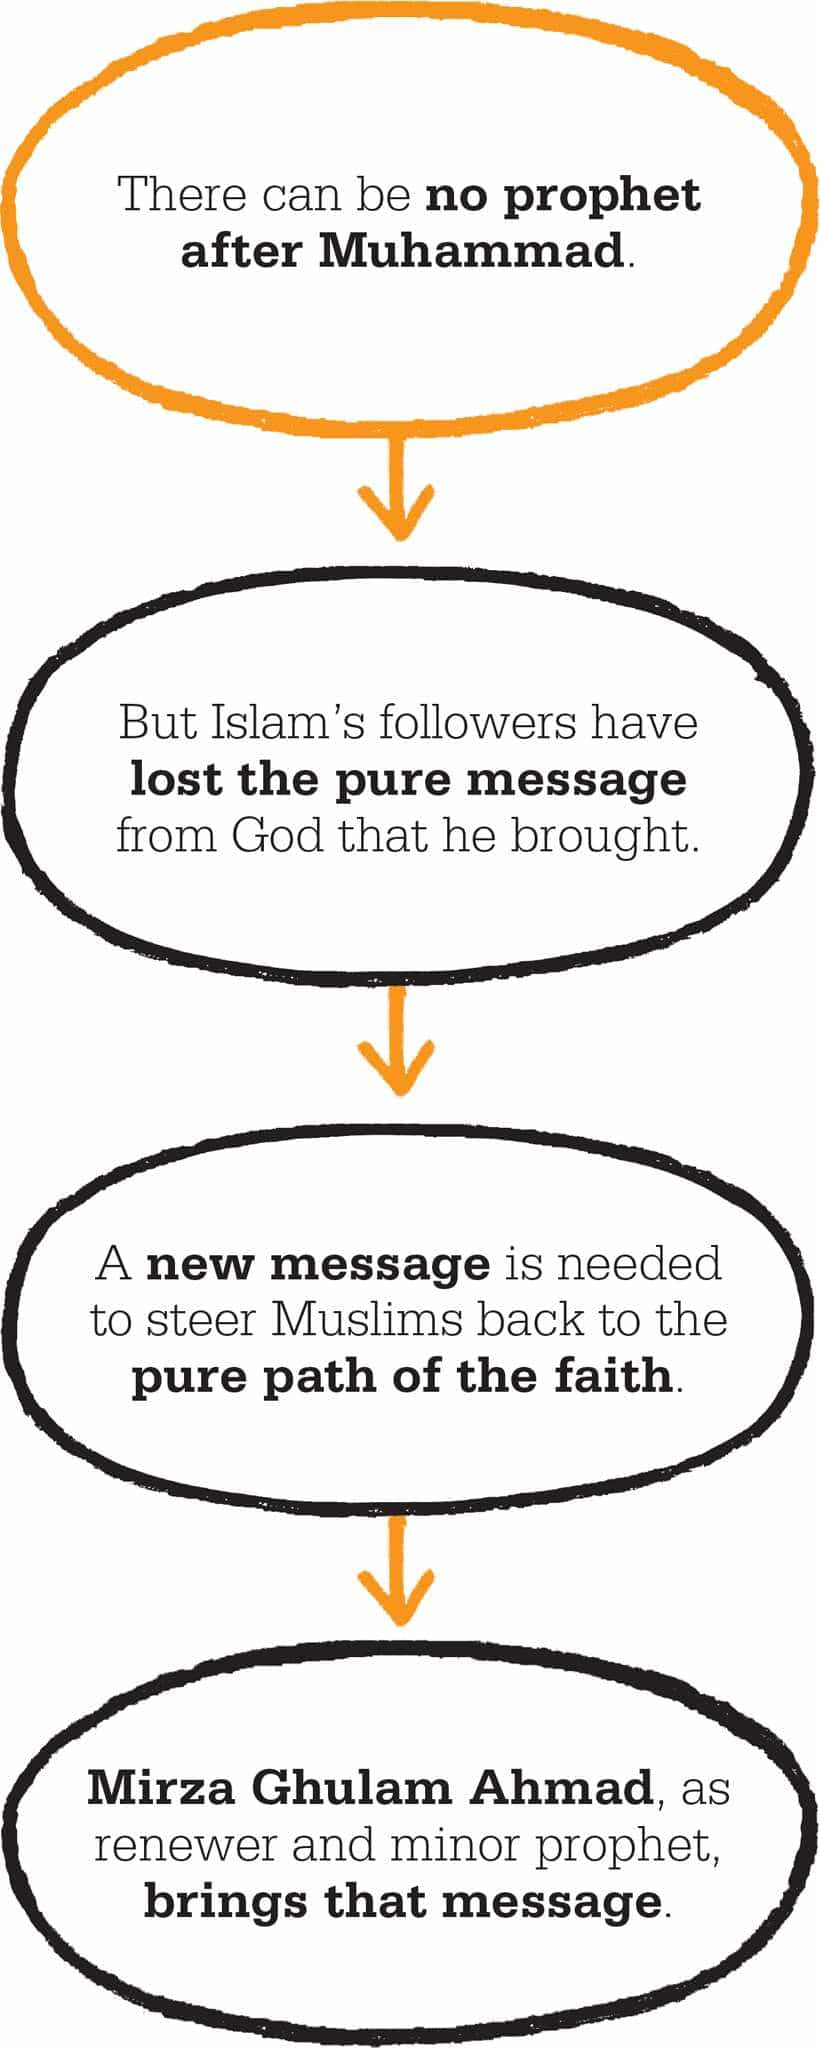 There can be no prophet
after Muhammad.
But Islam’s followers have
lost the pure message
from God that he brought.
A new message is needed
to steer Muslims back to the
pure path of the faith.
Mirza Ghulam Ahmad, as
renewer and minor prophet,
brings that message.